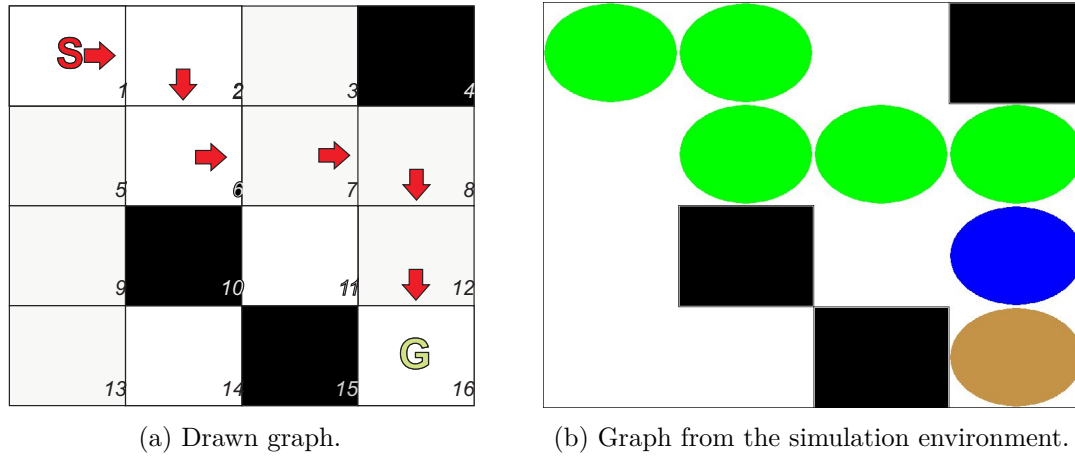 S
1 2 3 4
5 6 7 8
9 10 11 12
G
13 14 15 16
(a) Drawn graph.
(b) Graph from the simulation environment.